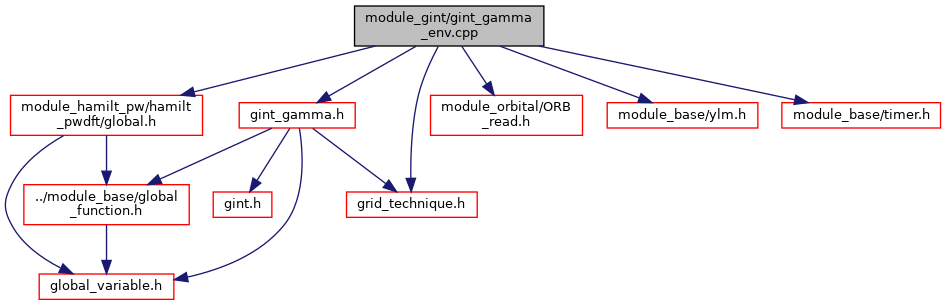 module_gint/gint_gamma
_env.cpp
module_hamilt_pw/hamilt
_pwdft/global.h
gint_gamma.h
module_orbital/ORB
_read.h
module_base/ylm.h
module_base/timer.h
../module_base/global
_function.h
gint.h
grid_technique.h
global_variable.h